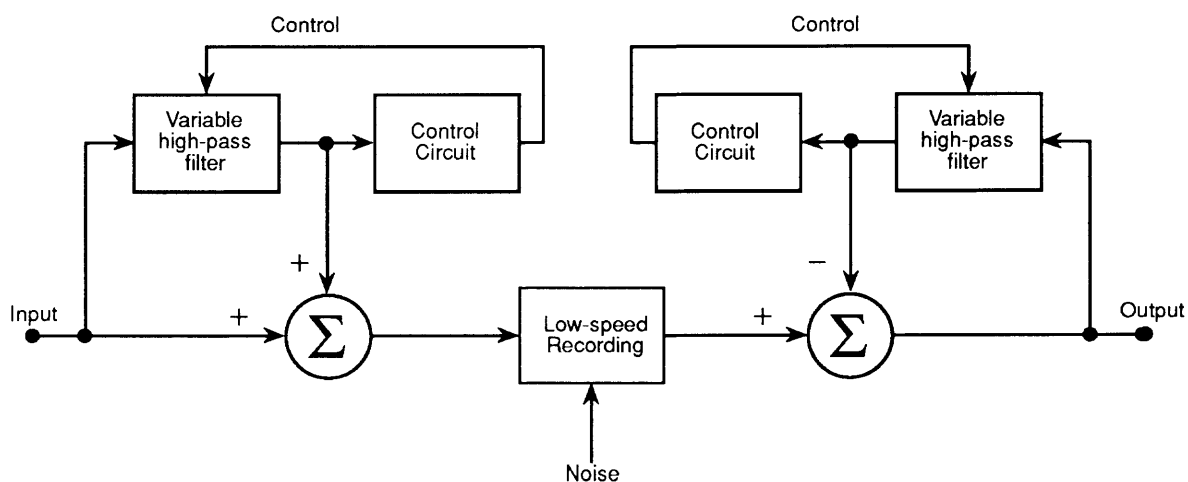 Control
Control
Variable
high-pass
filter
Control
Circuit
Control
Circuit
Variable
high-pass
filter
+
−
Input
+
Σ
Low-speed
Recording
+
Σ
Output
Noise